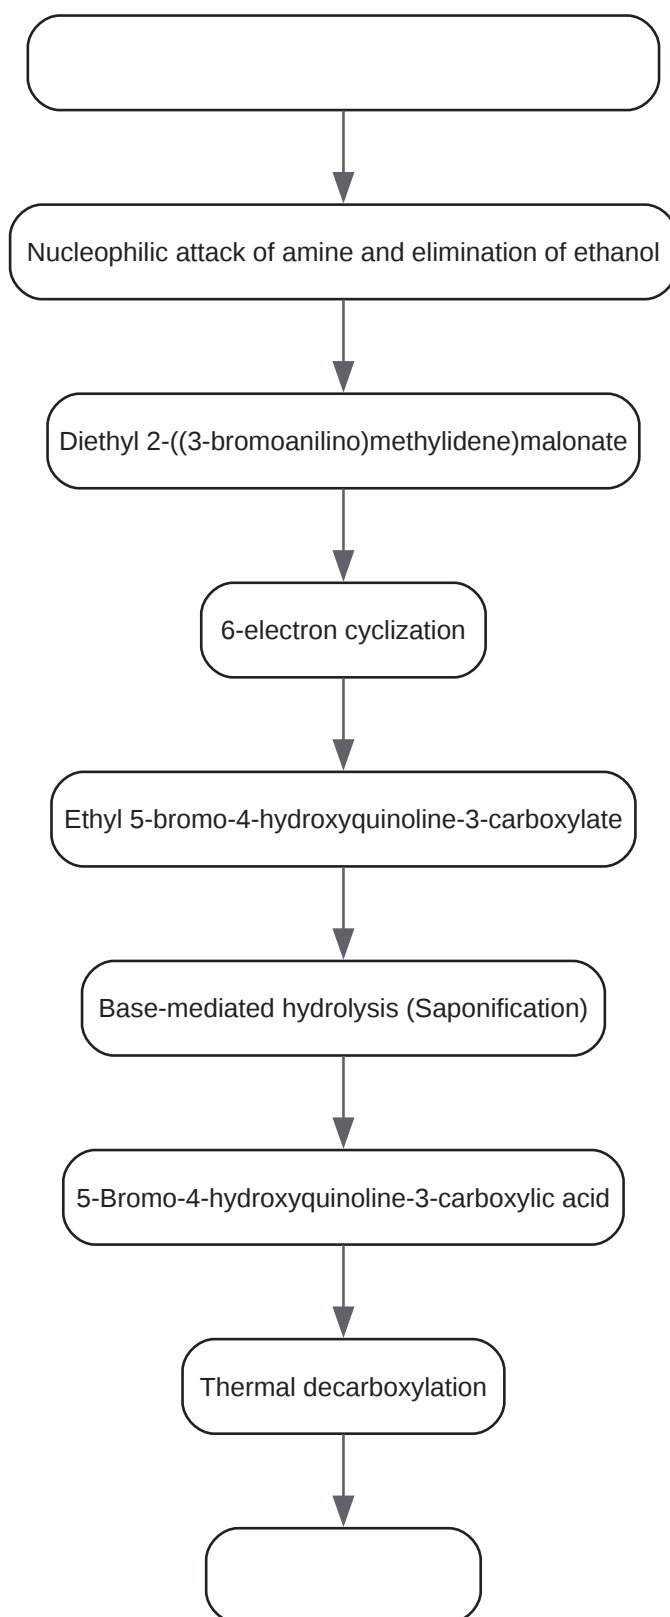 Nucleophilic attack of amine and elimination of ethanol
Diethyl 2-((3-bromoanilino)methylidene)malonate
6-electron cyclization
Ethyl 5-bromo-4-hydroxyquinoline-3-carboxylate
Base-mediated hydrolysis (Saponification)
5-Bromo-4-hydroxyquinoline-3-carboxylic acid
Thermal decarboxylation